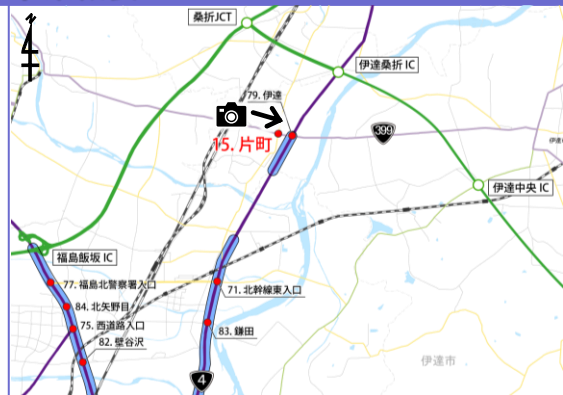 桑折JCT
伊達桑折 IC
79. 伊達
15. 片町
399
伊達中央 IC
福島飯坂 IC
77. 福島北警察署入口
84. 北矢野目
75. 西道路入口
82. 壁谷沢
71. 北幹線東入口
83. 鎌田
伊達市
4